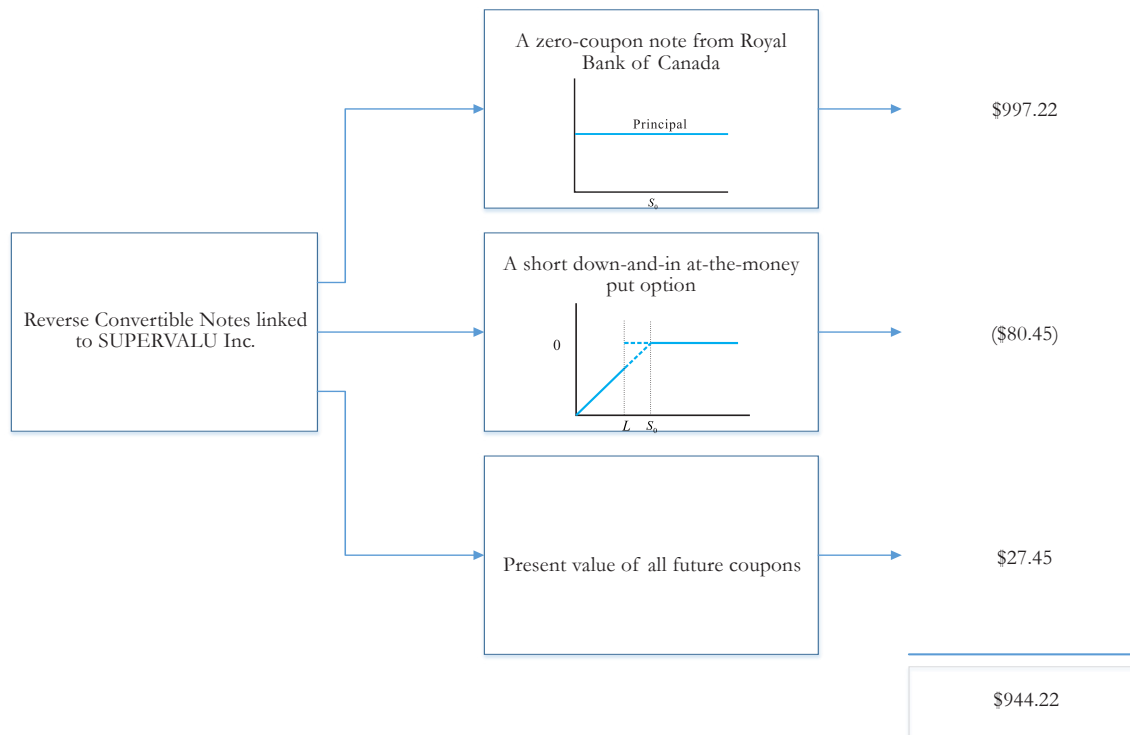 A zero-coupon note from Royal
Bank of Canada
Principal
S₀
$997.22
Reverse Convertible Notes linked
to SUPERVALU Inc.
A short down-and-in at-the-money
put option
0
L S₀
($80.45)
Present value of all future coupons
$27.45
$944.22